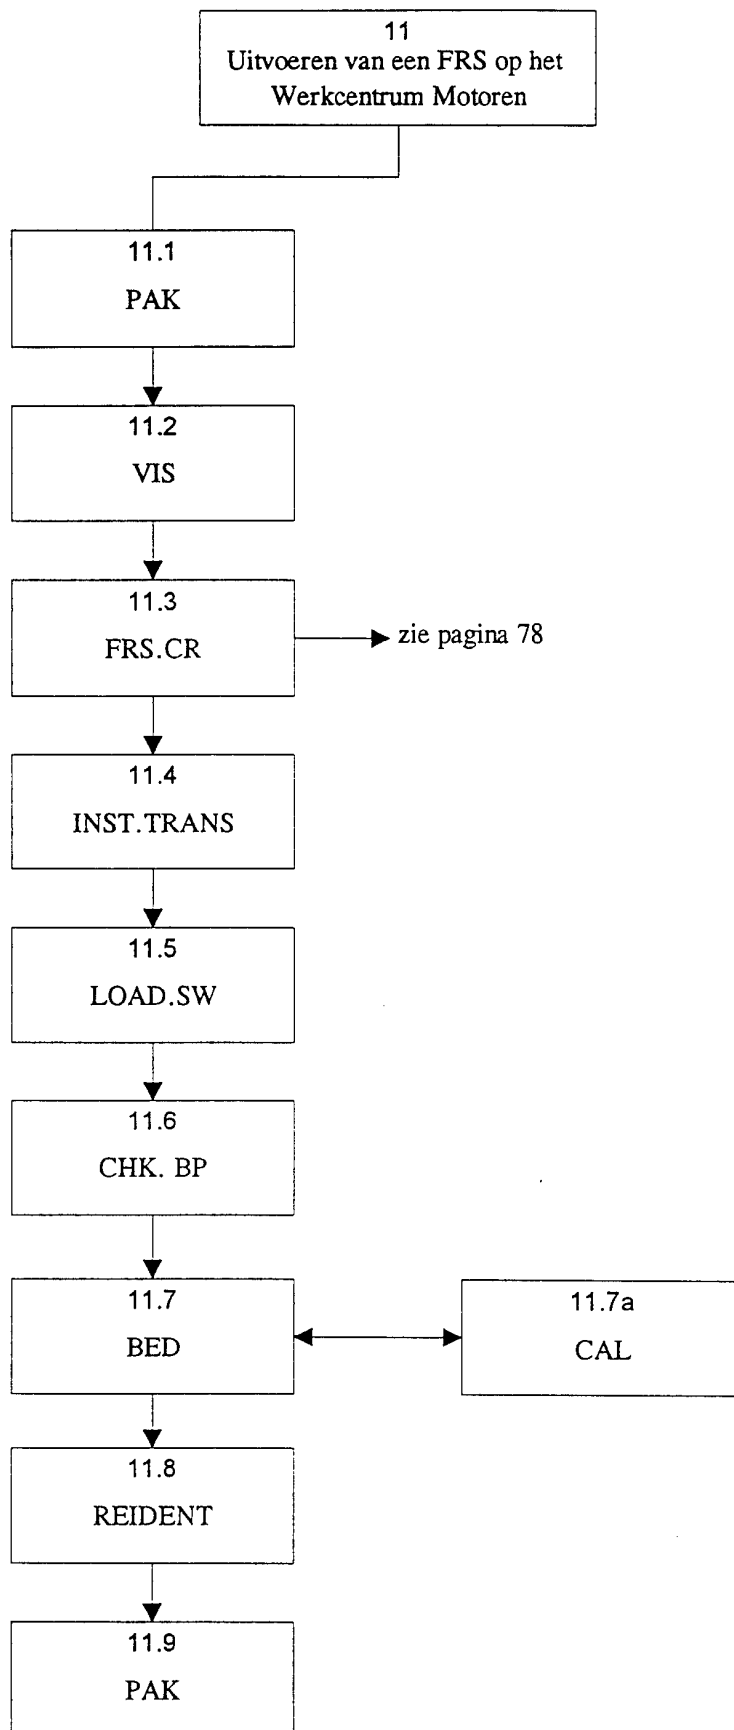 11
Uitvoeren van een FRS op het
Werkcentrum Motoren
11.1
PAK
11.2
VIS
11.3
FRS.CR
zie pagina 78
11.4
INST.TRANS
11.5
LOAD.SW
11.6
CHK. BP
11.7
BED
11.7a
CAL
11.8
REIDENT
11.9
PAK